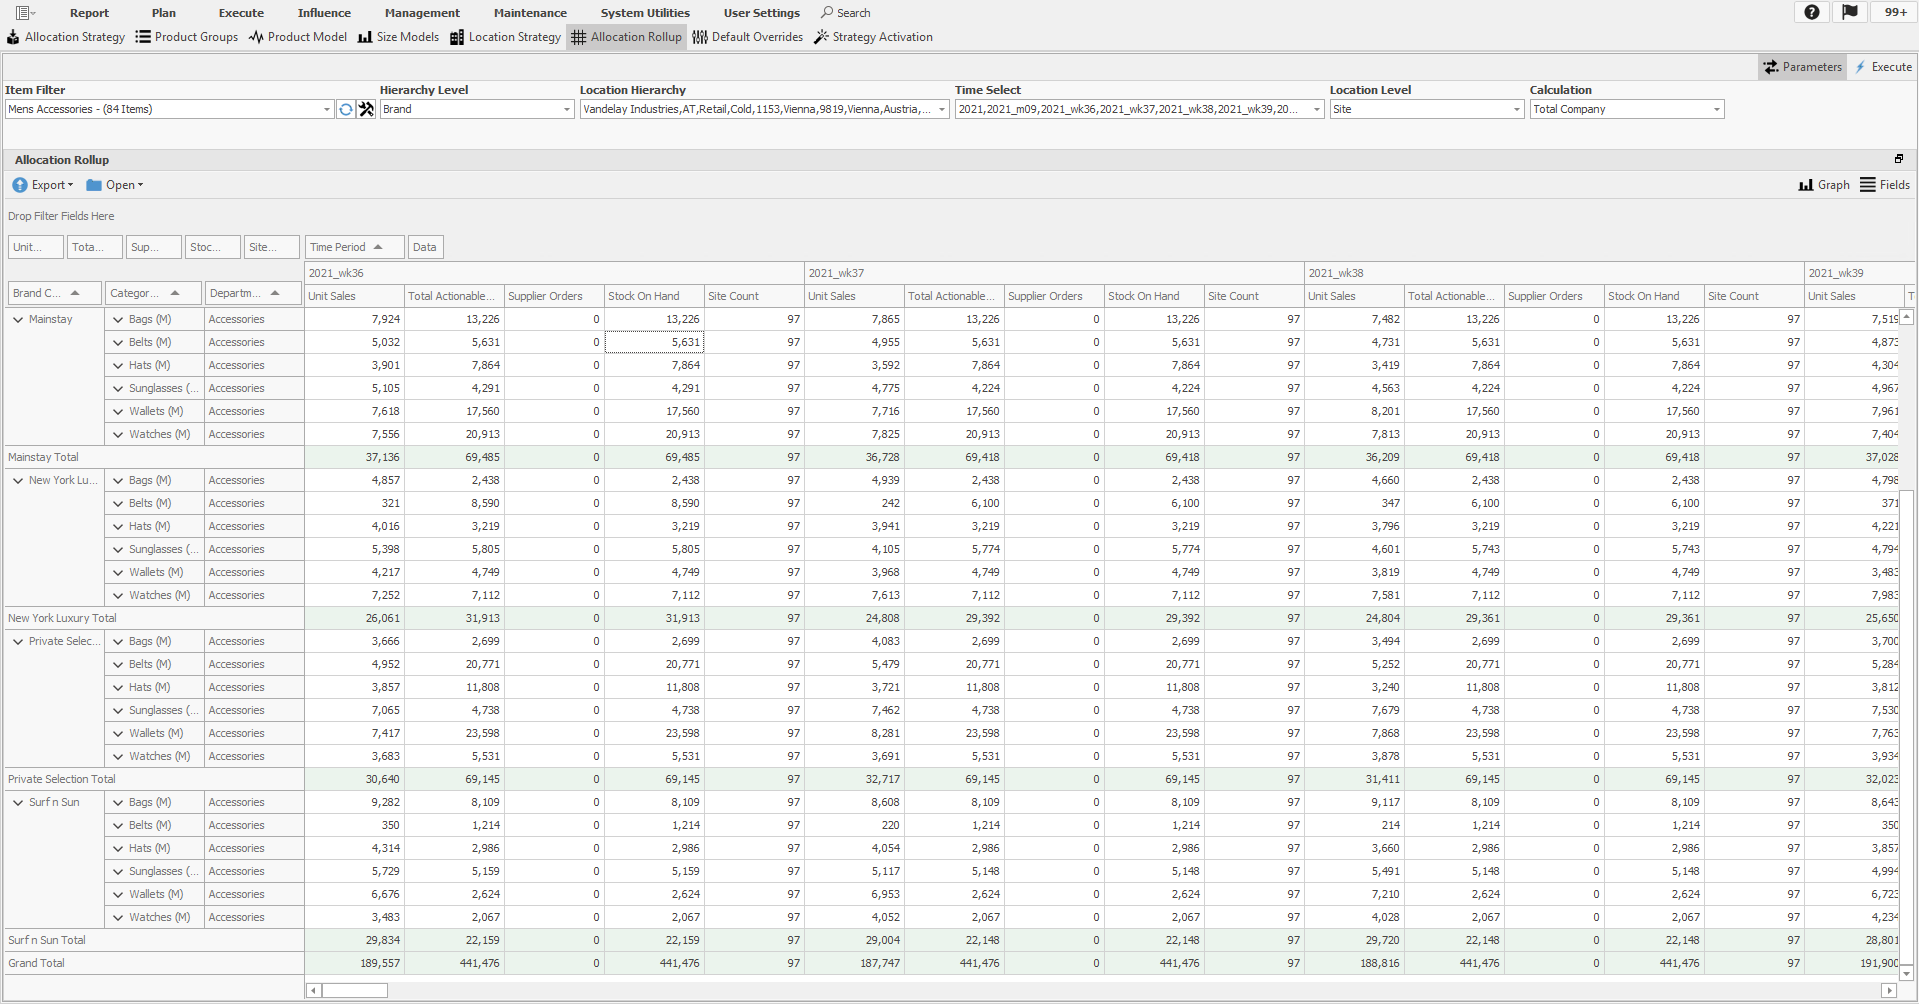 Report Plan Execute Influence Management Maintenance System Utilities User Settings Search 99+
Allocation Strategy Product Groups Product Model Size Models Location Strategy Allocation Rollup Default Overrides Strategy Activation
Parameters Execute
Item Filter Hierarchy Level Location Hierarchy Time Select Location Level Calculation
Mens Accessories - (84 Items) Brand Vandelay Industries,AT,Retail,Cold,1153,Vienna,9819,Vienna,Austria,... 2021,2021_m09,2021_wk36,2021_wk37,2021_wk38,2021_wk39,20... Site Total Company
Allocation Rollup
Export Open Graph Fields
Drop Filter Fields Here
Unit... Tota... Sup... Stoc... Site... Time Period Data
2021_wk36 2021_wk37 2021_wk38 2021_wk39
Brand C... Categor... Departm... Unit Sales Total Actionable... Supplier Orders Stock On Hand Site Count Unit Sales Total Actionable... Supplier Orders Stock On Hand Site Count Unit Sales Total Actionable... Supplier Orders Stock On Hand Site Count Unit Sales T
Mainstay Bags (M) Accessories 7,924 13,226 0 13,226 97 7,865 13,226 0 13,226 97 7,482 13,226 0 13,226 97 7,519
Belts (M) Accessories 5,032 5,631 0 5,631 97 4,955 5,631 0 5,631 97 4,731 5,631 0 5,631 97 4,873
Hats (M) Accessories 3,901 7,864 0 7,864 97 3,592 7,864 0 7,864 97 3,419 7,864 0 7,864 97 4,304
Sunglasses (... Accessories 5,105 4,291 0 4,291 97 4,775 4,224 0 4,224 97 4,563 4,224 0 4,224 97 4,967
Wallets (M) Accessories 7,618 17,560 0 17,560 97 7,716 17,560 0 17,560 97 8,201 17,560 0 17,560 97 7,961
Watches (M) Accessories 7,556 20,913 0 20,913 97 7,825 20,913 0 20,913 97 7,813 20,913 0 20,913 97 7,404
Mainstay Total 37,136 69,485 0 69,485 97 36,728 69,418 0 69,418 97 36,209 69,418 0 69,418 97 37,028
New York Lu... Bags (M) Accessories 4,857 2,438 0 2,438 97 4,939 2,438 0 2,438 97 4,660 2,438 0 2,438 97 4,798
Belts (M) Accessories 321 8,590 0 8,590 97 242 6,100 0 6,100 97 347 6,100 0 6,100 97 371
Hats (M) Accessories 4,016 3,219 0 3,219 97 3,941 3,219 0 3,219 97 3,796 3,219 0 3,219 97 4,221
Sunglasses (... Accessories 5,398 5,805 0 5,805 97 4,105 5,774 0 5,774 97 4,601 5,743 0 5,743 97 4,794
Wallets (M) Accessories 4,217 4,749 0 4,749 97 3,968 4,749 0 4,749 97 3,819 4,749 0 4,749 97 3,483
Watches (M) Accessories 7,252 7,112 0 7,112 97 7,613 7,112 0 7,112 97 7,581 7,112 0 7,112 97 7,983
New York Luxury Total 26,061 31,913 0 31,913 97 24,808 29,392 0 29,392 97 24,804 29,361 0 29,361 97 25,650
Private Selec... Bags (M) Accessories 3,666 2,699 0 2,699 97 4,083 2,699 0 2,699 97 3,494 2,699 0 2,699 97 3,700
Belts (M) Accessories 4,952 20,771 0 20,771 97 5,479 20,771 0 20,771 97 5,252 20,771 0 20,771 97 5,284
Hats (M) Accessories 3,857 11,808 0 11,808 97 3,721 11,808 0 11,808 97 3,240 11,808 0 11,808 97 3,812
Sunglasses (... Accessories 7,065 4,738 0 4,738 97 7,462 4,738 0 4,738 97 7,679 4,738 0 4,738 97 7,530
Wallets (M) Accessories 7,417 23,598 0 23,598 97 8,281 23,598 0 23,598 97 7,868 23,598 0 23,598 97 7,763
Watches (M) Accessories 3,683 5,531 0 5,531 97 3,691 5,531 0 5,531 97 3,878 5,531 0 5,531 97 3,934
Private Selection Total 30,640 69,145 0 69,145 97 32,717 69,145 0 69,145 97 31,411 69,145 0 69,145 97 32,023
Surf n Sun Bags (M) Accessories 9,282 8,109 0 8,109 97 8,608 8,109 0 8,109 97 9,117 8,109 0 8,109 97 8,643
Belts (M) Accessories 350 1,214 0 1,214 97 220 1,214 0 1,214 97 214 1,214 0 1,214 97 350
Hats (M) Accessories 4,314 2,986 0 2,986 97 4,054 2,986 0 2,986 97 3,660 2,986 0 2,986 97 3,857
Sunglasses (... Accessories 5,729 5,159 0 5,159 97 5,117 5,148 0 5,148 97 5,491 5,148 0 5,148 97 4,994
Wallets (M) Accessories 6,676 2,624 0 2,624 97 6,953 2,624 0 2,624 97 7,210 2,624 0 2,624 97 6,723
Watches (M) Accessories 3,483 2,067 0 2,067 97 4,052 2,067 0 2,067 97 4,028 2,067 0 2,067 97 4,234
Surf n Sun Total 29,834 22,159 0 22,159 97 29,004 22,148 0 22,148 97 29,720 22,148 0 22,148 97 28,801
Grand Total 189,557 441,476 0 441,476 97 187,747 441,476 0 441,476 97 188,816 441,476 0 441,476 97 191,900